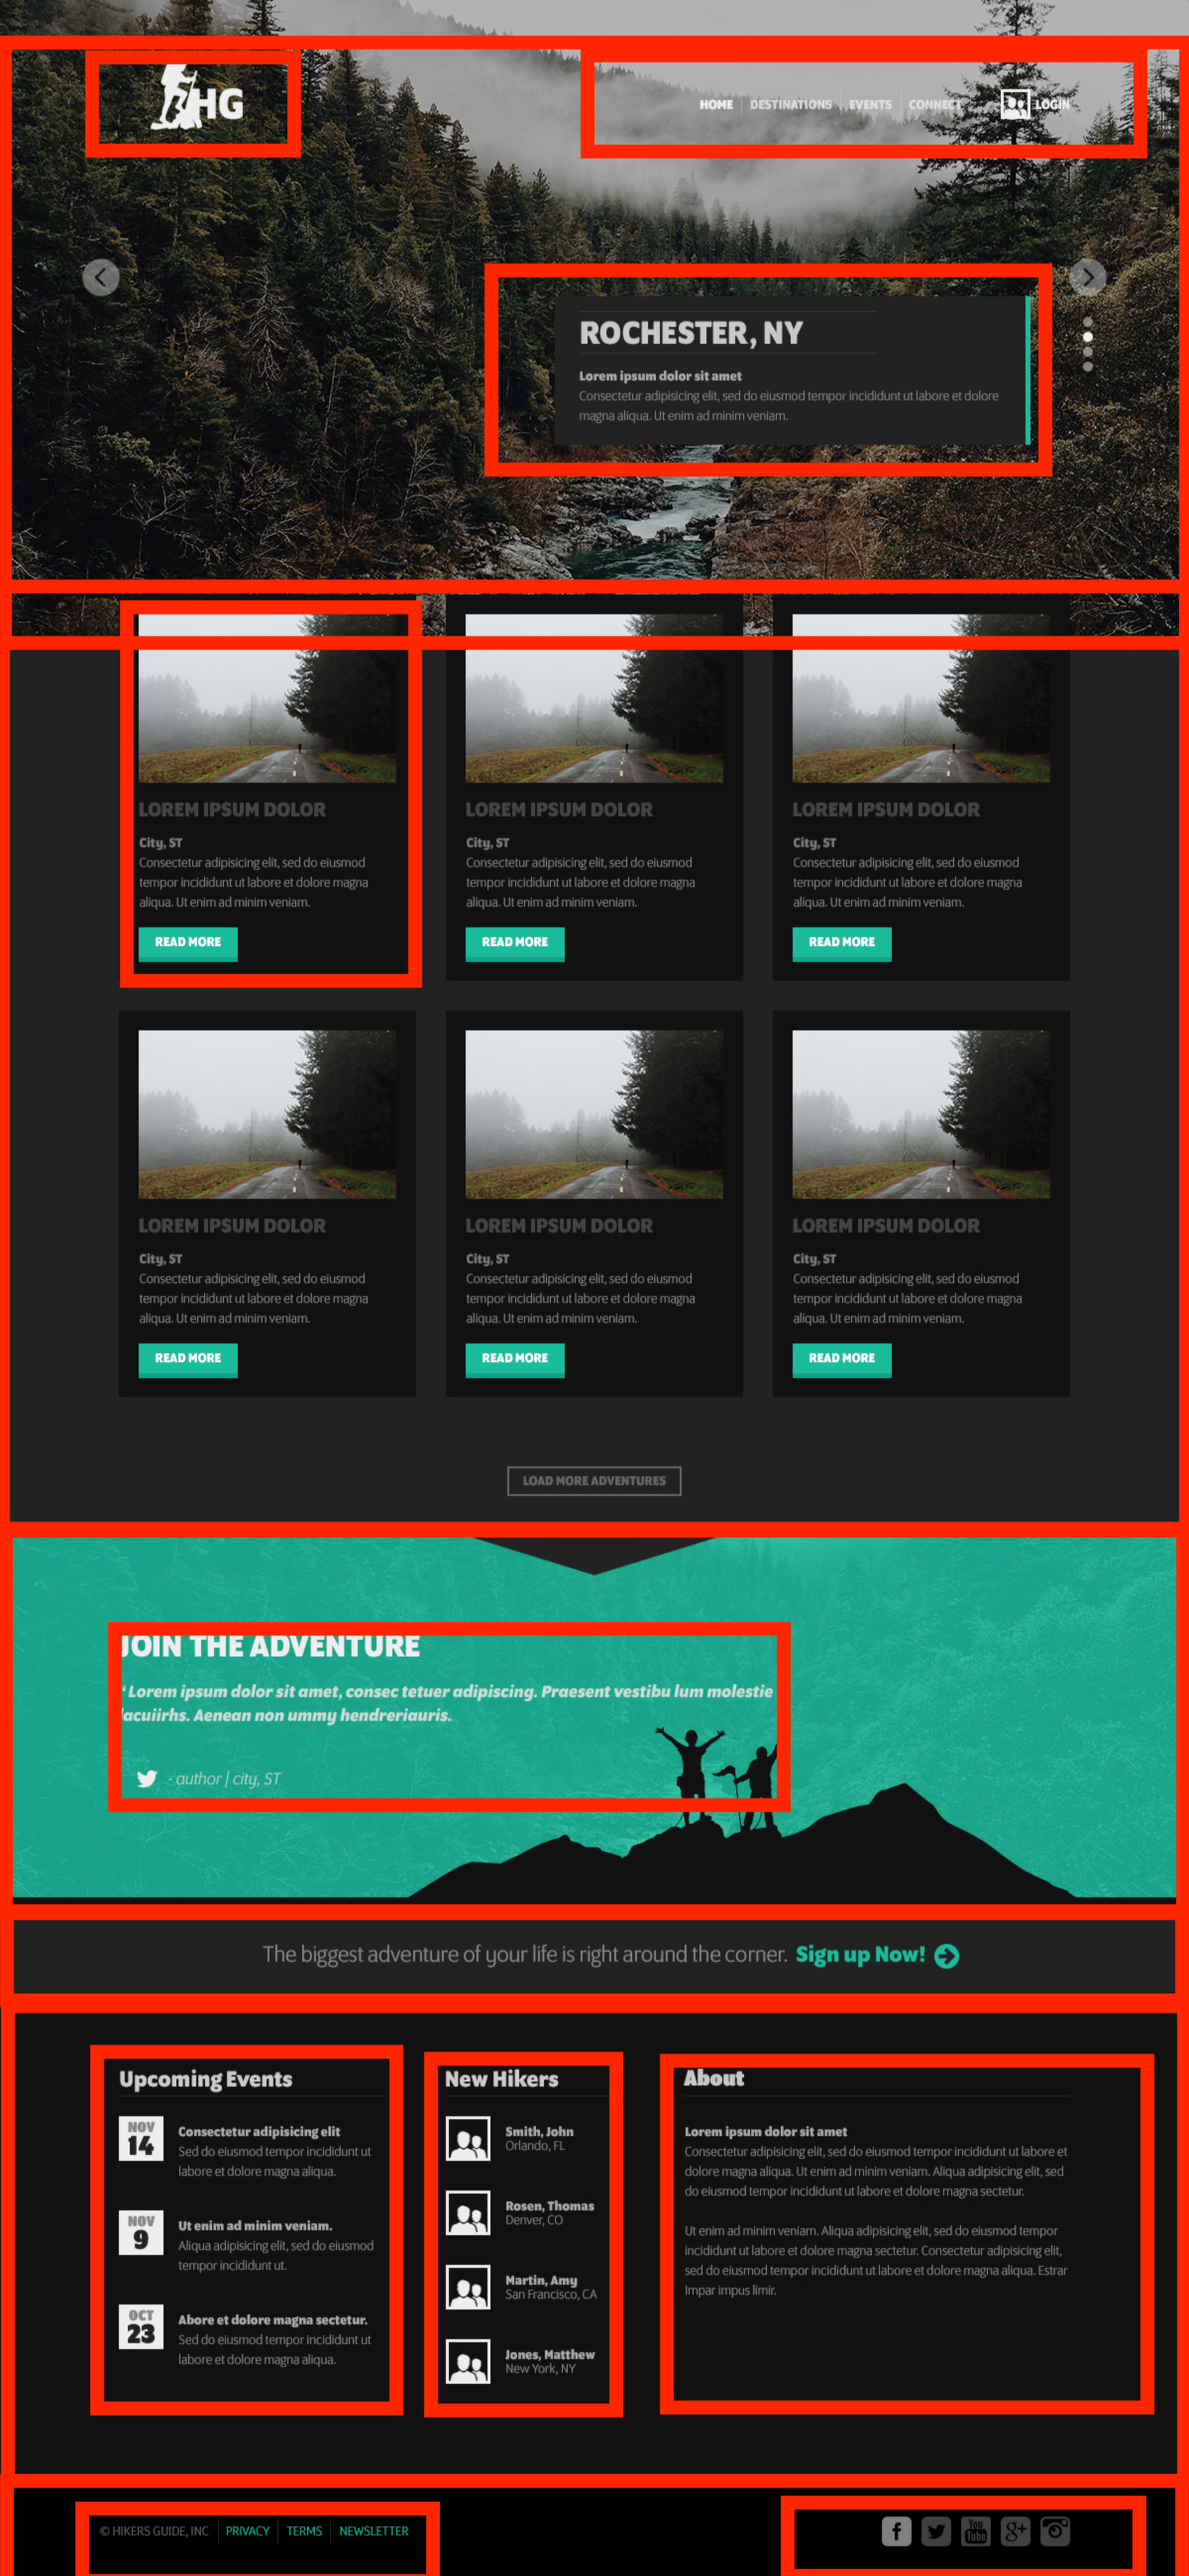 HG
HOME DESTINATIONS EVENTS CONNECT LOGIN
ROCHESTER, NY
Lorem ipsum dolor sit amet
Consectetur adipisicing elit, sed do eiusmod tempor incididunt ut labore et dolore
magna aliqua. Ut enim ad minim veniam.
LOREM IPSUM DOLOR
City, ST
Consectetur adipisicing elit, sed do eiusmod
tempor incididunt ut labore et dolore magna
aliqua. Ut enim ad minim veniam.
READ MORE
LOREM IPSUM DOLOR
City, ST
Consectetur adipisicing elit, sed do eiusmod
tempor incididunt ut labore et dolore magna
aliqua. Ut enim ad minim veniam.
READ MORE
LOREM IPSUM DOLOR
City, ST
Consectetur adipisicing elit, sed do eiusmod
tempor incididunt ut labore et dolore magna
aliqua. Ut enim ad minim veniam.
READ MORE
LOREM IPSUM DOLOR
City, ST
Consectetur adipisicing elit, sed do eiusmod
tempor incididunt ut labore et dolore magna
aliqua. Ut enim ad minim veniam.
READ MORE
LOREM IPSUM DOLOR
City, ST
Consectetur adipisicing elit, sed do eiusmod
tempor incididunt ut labore et dolore magna
aliqua. Ut enim ad minim veniam.
READ MORE
LOREM IPSUM DOLOR
City, ST
Consectetur adipisicing elit, sed do eiusmod
tempor incididunt ut labore et dolore magna
aliqua. Ut enim ad minim veniam.
READ MORE
LOAD MORE ADVENTURES
JOIN THE ADVENTURE
“ Lorem ipsum dolor sit amet, consec tetuer adipiscing. Praesent vestibu lum molestie
lacuiirhs. Aenean non ummy hendreriauris.
- author | city, ST
The biggest adventure of your life is right around the corner. Sign up Now!
Upcoming Events
NOV
14
Consectetur adipisicing elit
Sed do eiusmod tempor incididunt ut
labore et dolore magna aliqua.
NOV
9
Ut enim ad minim veniam.
Aliqua adipisicing elit, sed do eiusmod
tempor incididunt ut.
OCT
23
Abore et dolore magna sectetur.
Sed do eiusmod tempor incididunt ut
labore et dolore magna aliqua.
New Hikers
Smith, John
Orlando, FL
Rosen, Thomas
Denver, CO
Martin, Amy
San Francisco, CA
Jones, Matthew
New York, NY
About
Lorem ipsum dolor sit amet
Consectetur adipisicing elit, sed do eiusmod tempor incididunt ut labore et
dolore magna aliqua. Ut enim ad minim veniam. Aliqua adipisicing elit, sed
do eiusmod tempor incididunt ut labore et dolore magna sectetur.
Ut enim ad minim veniam. Aliqua adipisicing elit, sed do eiusmod tempor
incididunt ut labore et dolore magna sectetur. Consectetur adipisicing elit,
sed do eiusmod tempor incididunt ut labore et dolore magna aliqua. Estrar
Impar impus limir.
© HIKERS GUIDE, INC PRIVACY TERMS NEWSLETTER
f You Tube g+